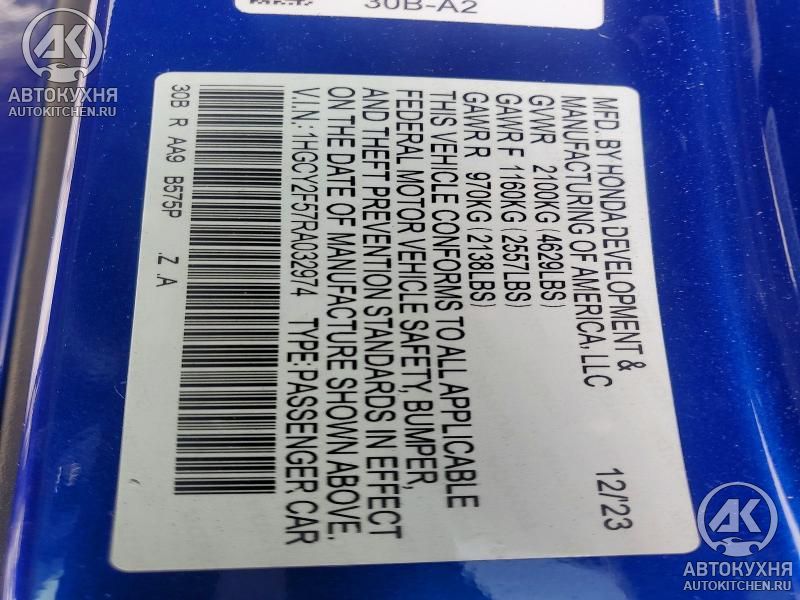 30B-A2
MFD. BY HONDA DEVELOPMENT &
MANUFACTURING OF AMERICA, LLC
12/'23
GVWR 2100KG (4629LBS)
GAWR F 1160KG (2557LBS)
GAWR R 970KG (2138LBS)
THIS VEHICLE CONFORMS TO ALL APPLICABLE
FEDERAL MOTOR VEHICLE SAFETY, BUMPER,
AND THEFT PREVENTION STANDARDS IN EFFECT
ON THE DATE OF MANUFACTURE SHOWN ABOVE.
V.I.N.: 1HGCY2F57RA032974 TYPE: PASSENGER CAR
30B R AA9 B575P .Z .A
АК
АВТОКУХНЯ
AUTOKITCHEN.RU
АК
АВТОКУХНЯ
AUTOKITCHEN.RU